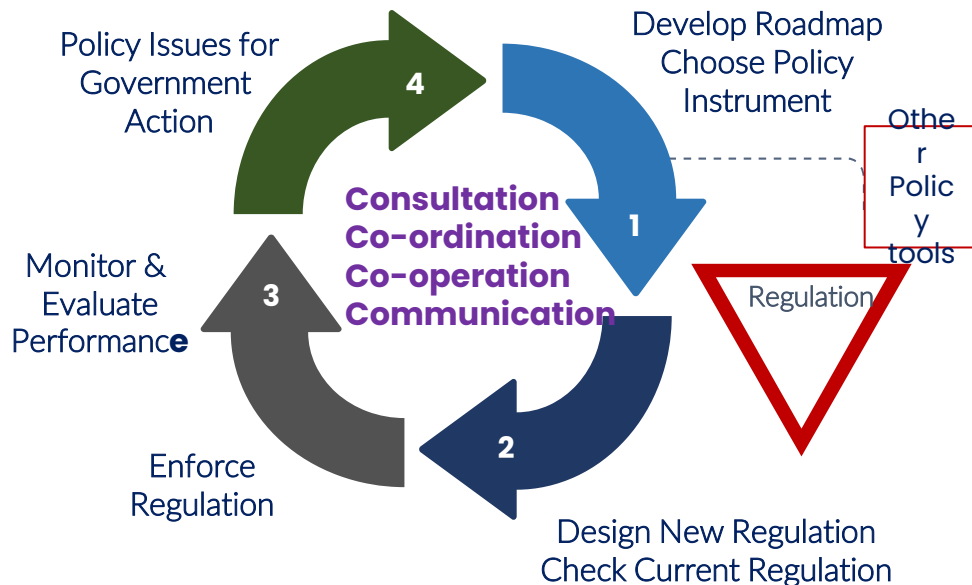 Policy Issues for
Government
Action
4
Develop Roadmap
Choose Policy
Instrument
Othe
r
Polic
y
tools
Consultation
Co-ordination
Co-operation
Communication
1
Regulation
Monitor &
Evaluate
Performance
3
2
Enforce
Regulation
Design New Regulation
Check Current Regulation